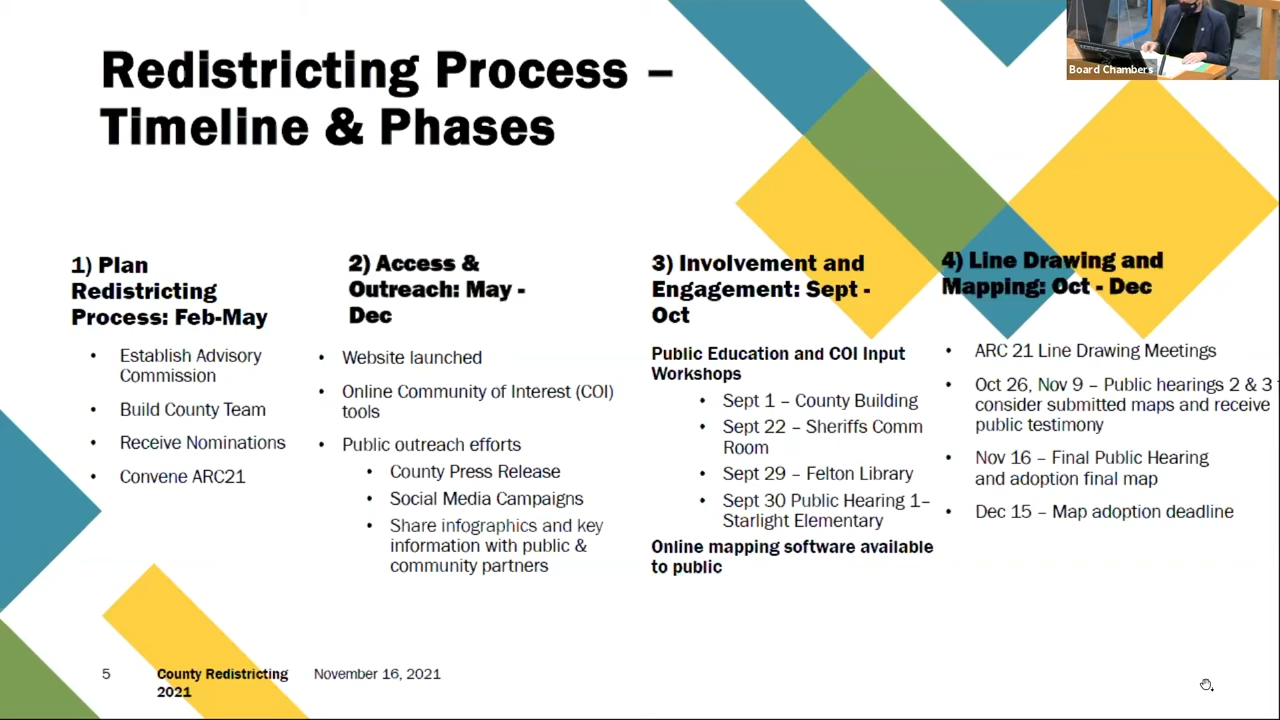 Board Chambers
Redistricting Process –
Timeline & Phases
1) Plan
Redistricting
Process: Feb-May
• Establish Advisory
Commission
• Build County Team
• Receive Nominations
• Convene ARC21
2) Access &
Outreach: May -
Dec
• Website launched
• Online Community of Interest (COI)
tools
• Public outreach efforts
• County Press Release
• Social Media Campaigns
• Share infographics and key
information with public &
community partners
3) Involvement and
Engagement: Sept -
Oct
Public Education and COI Input
Workshops
• Sept 1 – County Building
• Sept 22 – Sheriffs Comm
Room
• Sept 29 – Felton Library
• Sept 30 Public Hearing 1–
Starlight Elementary
Online mapping software available
to public
4) Line Drawing and
Mapping: Oct - Dec
• ARC 21 Line Drawing Meetings
• Oct 26, Nov 9 – Public hearings 2 & 3
consider submitted maps and receive
public testimony
• Nov 16 – Final Public Hearing
and adoption final map
• Dec 15 – Map adoption deadline
5
County Redistricting
2021
November 16, 2021